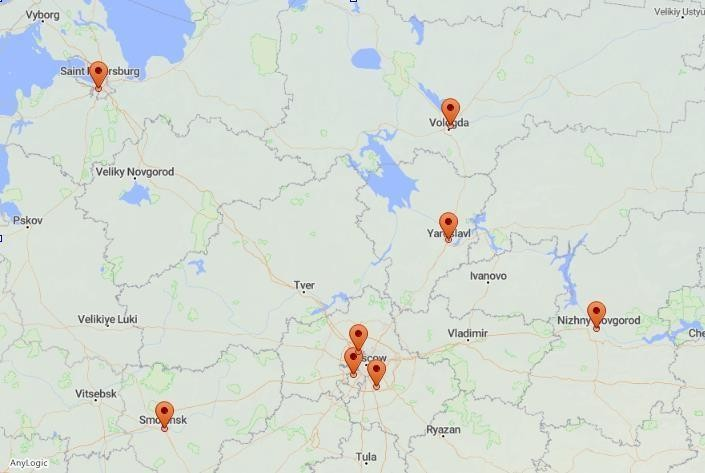 Vyborg
Velikiy Ustyu
Saint Petersburg
Vologda
Veliky Novgorod
Pskov
Yaroslavl
Ivanovo
Tver
Velikiye Luki
Nizhny Novgorod
Vladimir
Che
Moscow
Vitsebsk
Smolensk
Ryazan
Tula
AnyLogic